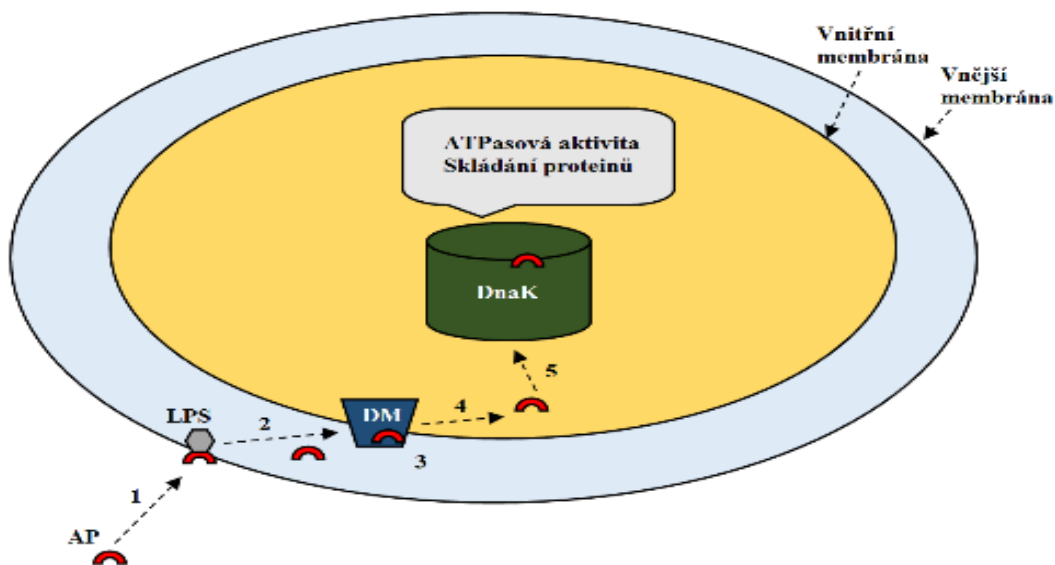 Vnitřní
membrána
Vnější
membrána
ATPasová aktivita
Skládání proteinů
DnaK
5
LPS
2
DM
4
3
1
AP